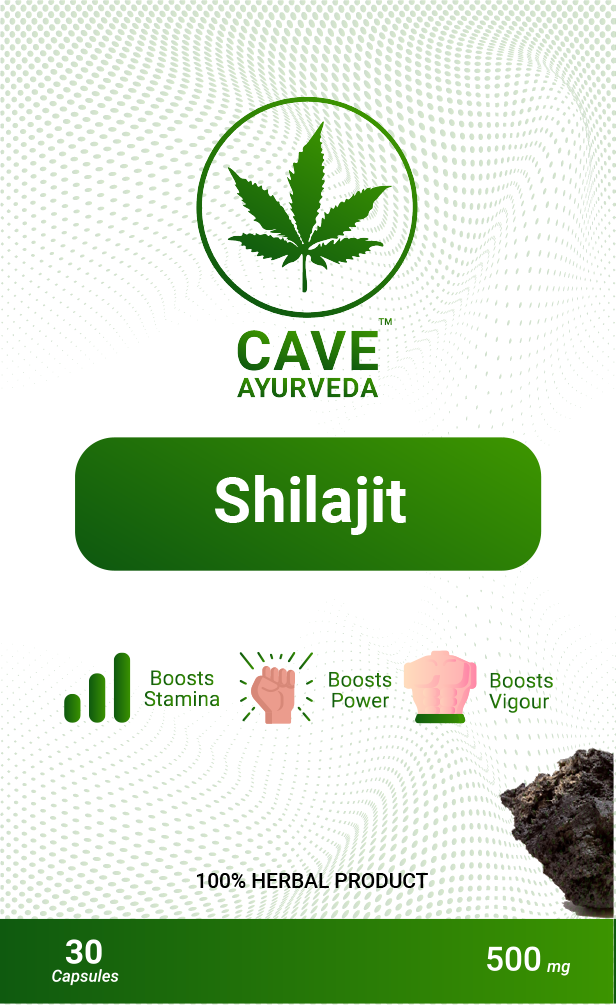 CAVE™
AYURVEDA
Shilajit
Boosts
Stamina
Boosts
Power
Boosts
Vigour
100% HERBAL PRODUCT
30
Capsules
500 mg